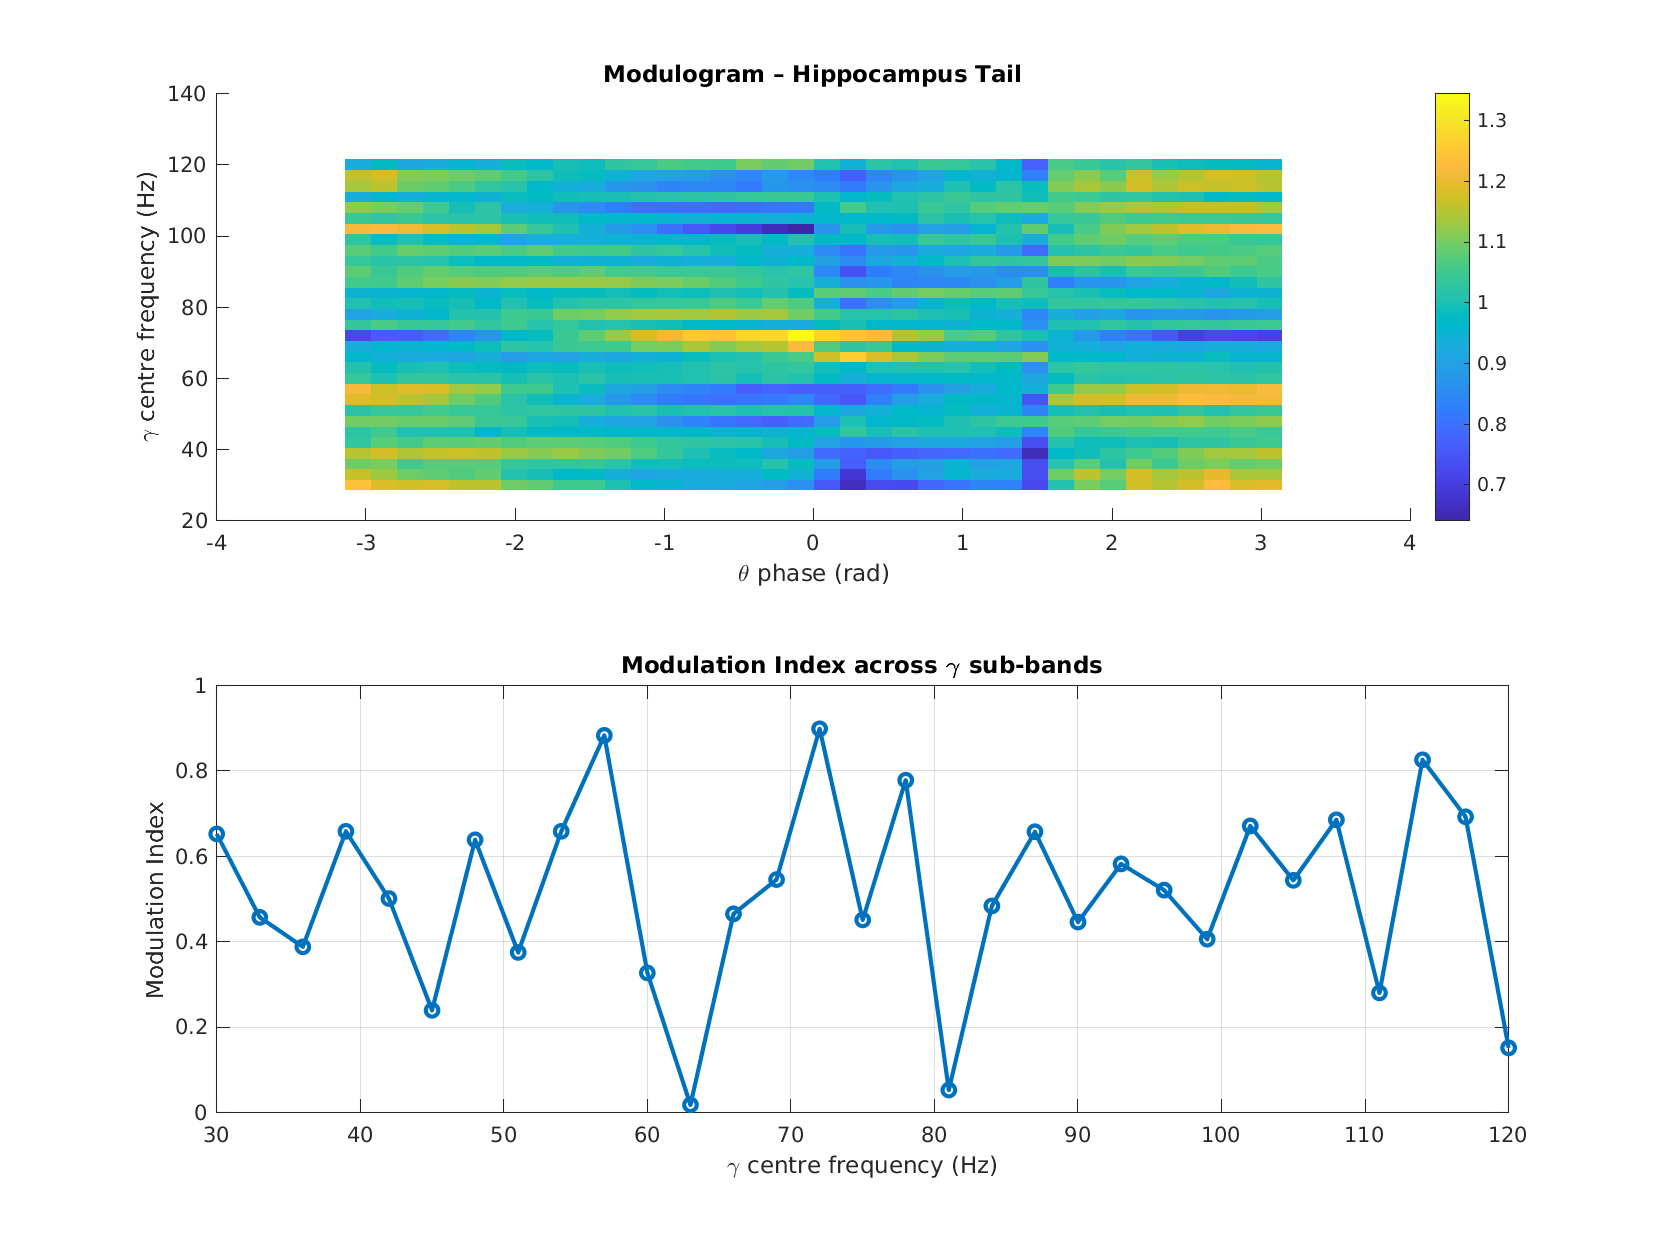 Modulogram – Hippocampus Tail
140
120
100
80
60
40
20
γ centre frequency (Hz)
-4 -3 -2 -1 0 1 2 3 4
θ phase (rad)
1.3
1.2
1.1
1
0.9
0.8
0.7
Modulation Index across γ sub-bands
1
0.8
0.6
0.4
0.2
0
Modulation Index
30 40 50 60 70 80 90 100 110 120
γ centre frequency (Hz)